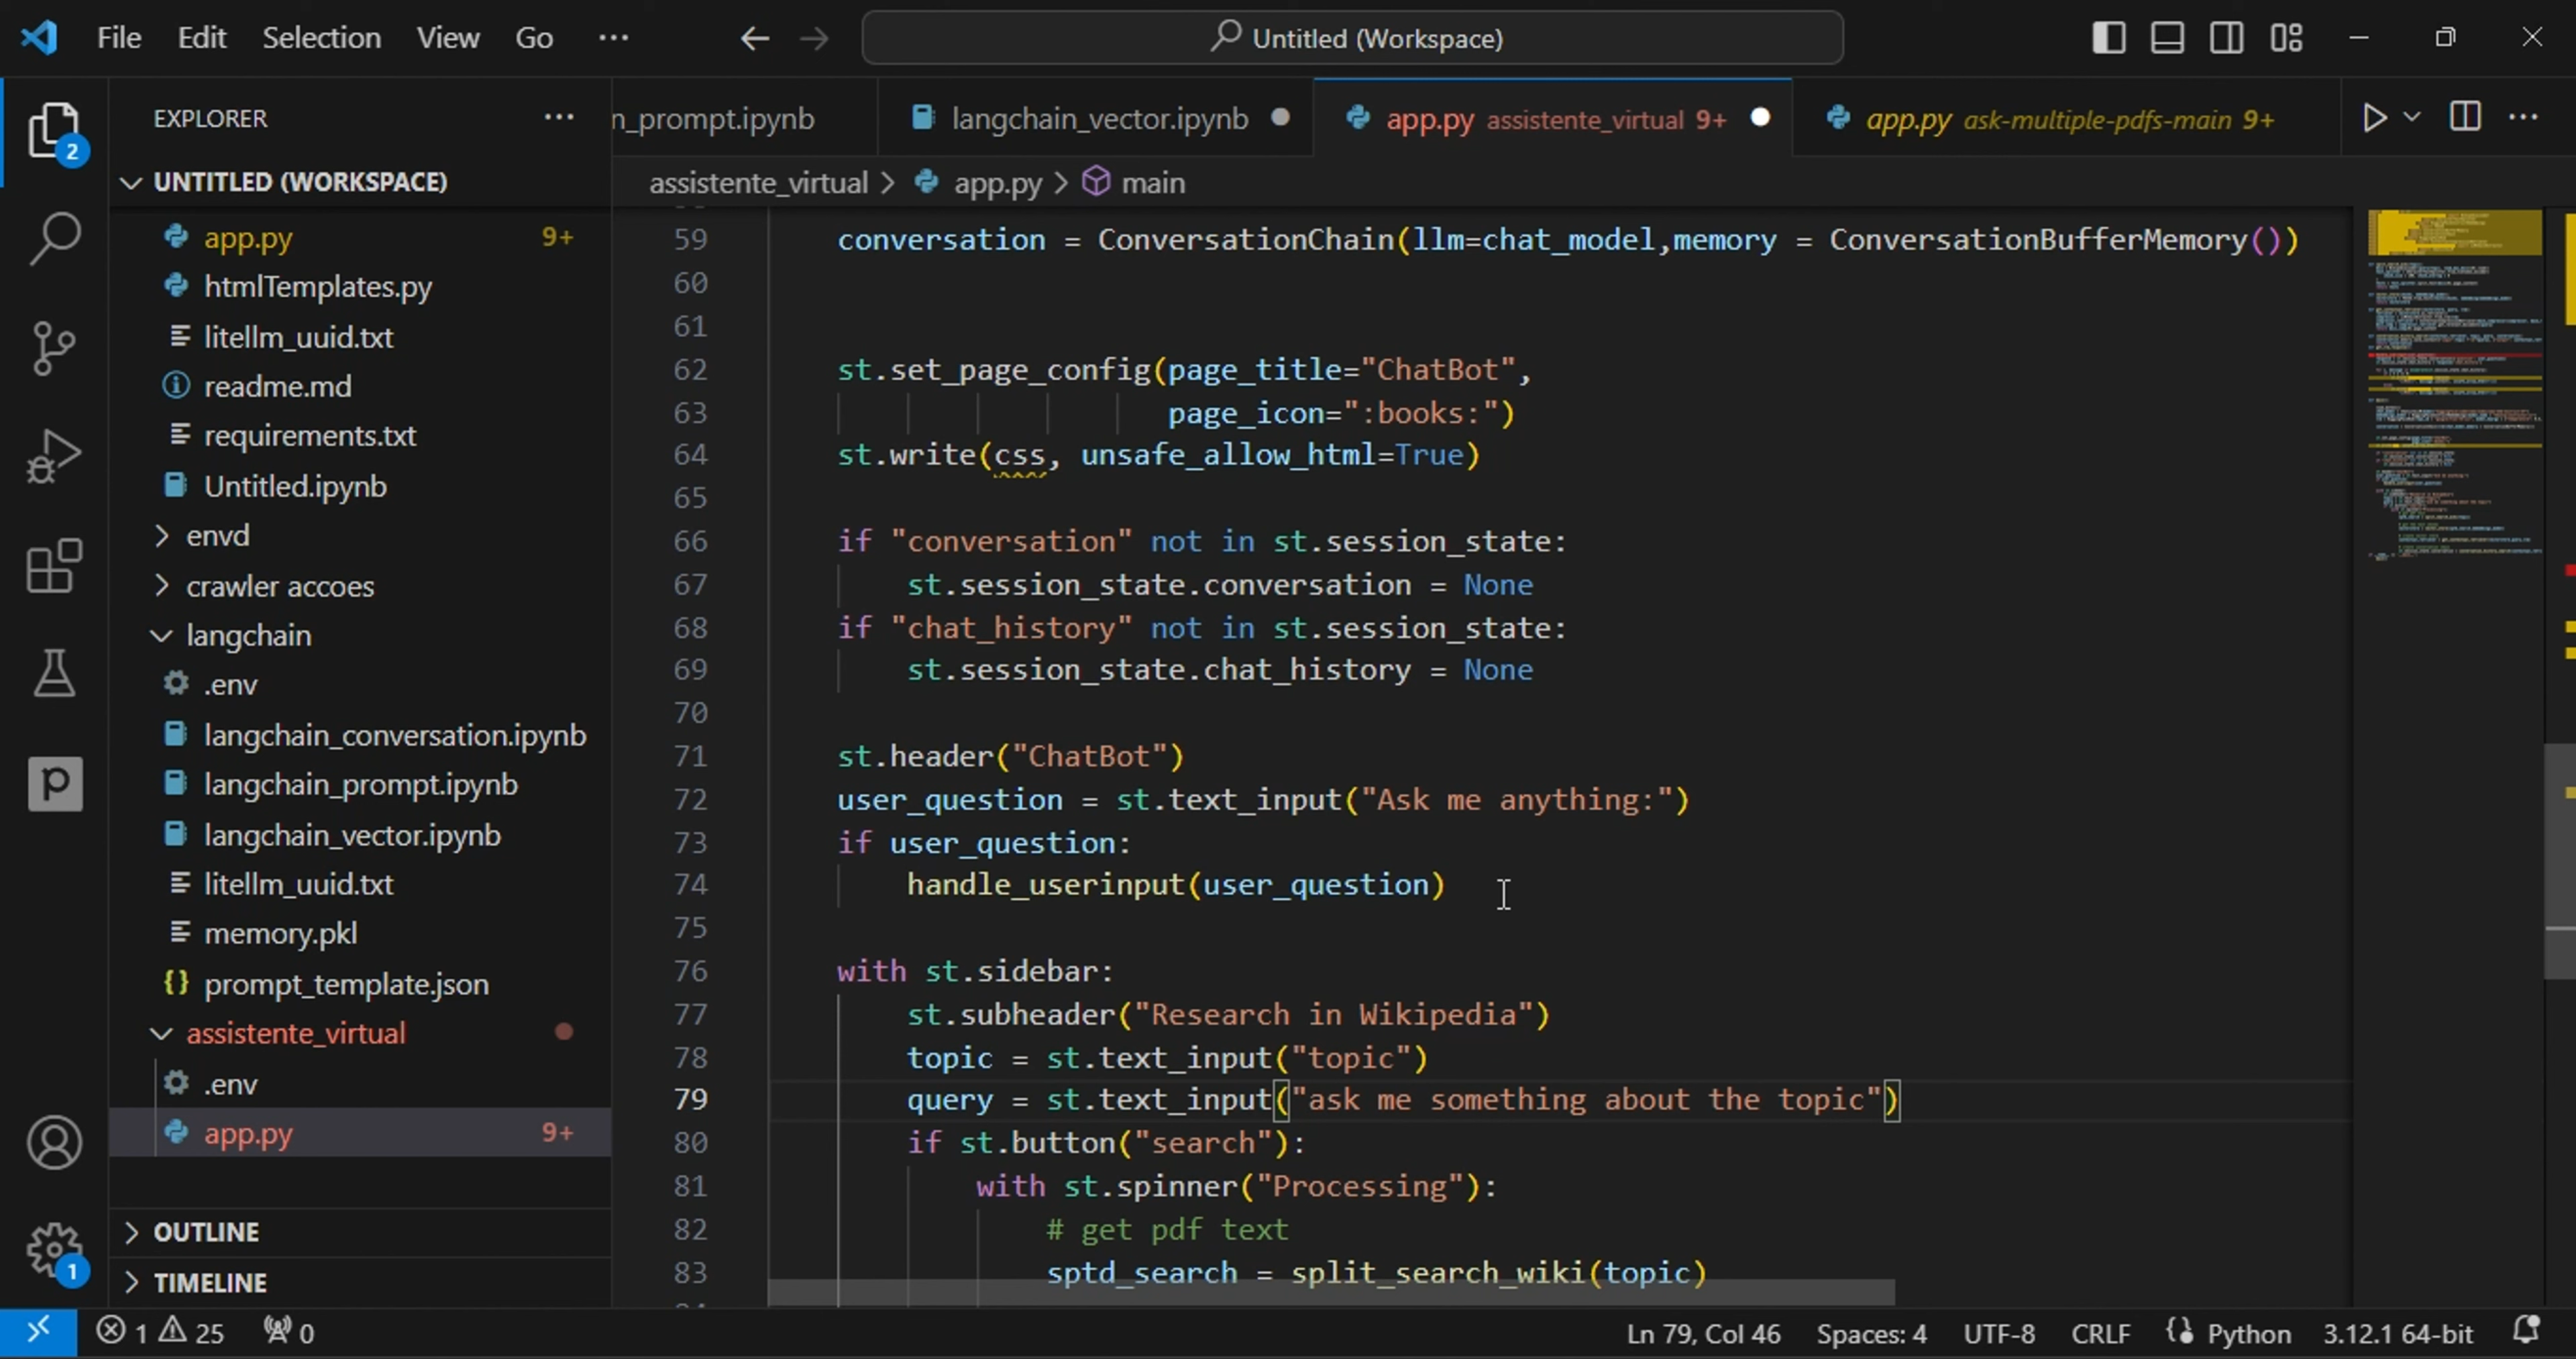 File Edit Selection View Go ··· Untitled (Workspace)
EXPLORER ···
n_prompt.ipynb langchain_vector.ipynb app.py assistente_virtual 9+ app.py ask-multiple-pdfs-main 9+ ···
2
UNTITLED (WORKSPACE)
assistente_virtual > app.py > main
app.py 9+
htmlTemplates.py
litellm_uuid.txt
readme.md
requirements.txt
Untitled.ipynb
envd
crawler accoes
langchain
.env
langchain_conversation.ipynb
langchain_prompt.ipynb
langchain_vector.ipynb
litellm_uuid.txt
memory.pkl
prompt_template.json
assistente_virtual
.env
app.py 9+
OUTLINE
TIMELINE
1
59 conversation = ConversationChain(llm=chat_model,memory = ConversationBufferMemory())
60
61
62 st.set_page_config(page_title="ChatBot",
63 page_icon=":books:")
64 st.write(css, unsafe_allow_html=True)
65
66 if "conversation" not in st.session_state:
67 st.session_state.conversation = None
68 if "chat_history" not in st.session_state:
69 st.session_state.chat_history = None
70
71 st.header("ChatBot")
72 user_question = st.text_input("Ask me anything:")
73 if user_question:
74 handle_userinput(user_question)
75
76 with st.sidebar:
77 st.subheader("Research in Wikipedia")
78 topic = st.text_input("topic")
79 query = st.text_input("ask me something about the topic")
80 if st.button("search"):
81 with st.spinner("Processing"):
82 # get pdf text
83 sptd_search = split_search_wiki(topic)
1 25 0 Ln 79, Col 46 Spaces: 4 UTF-8 CRLF Python 3.12.1 64-bit